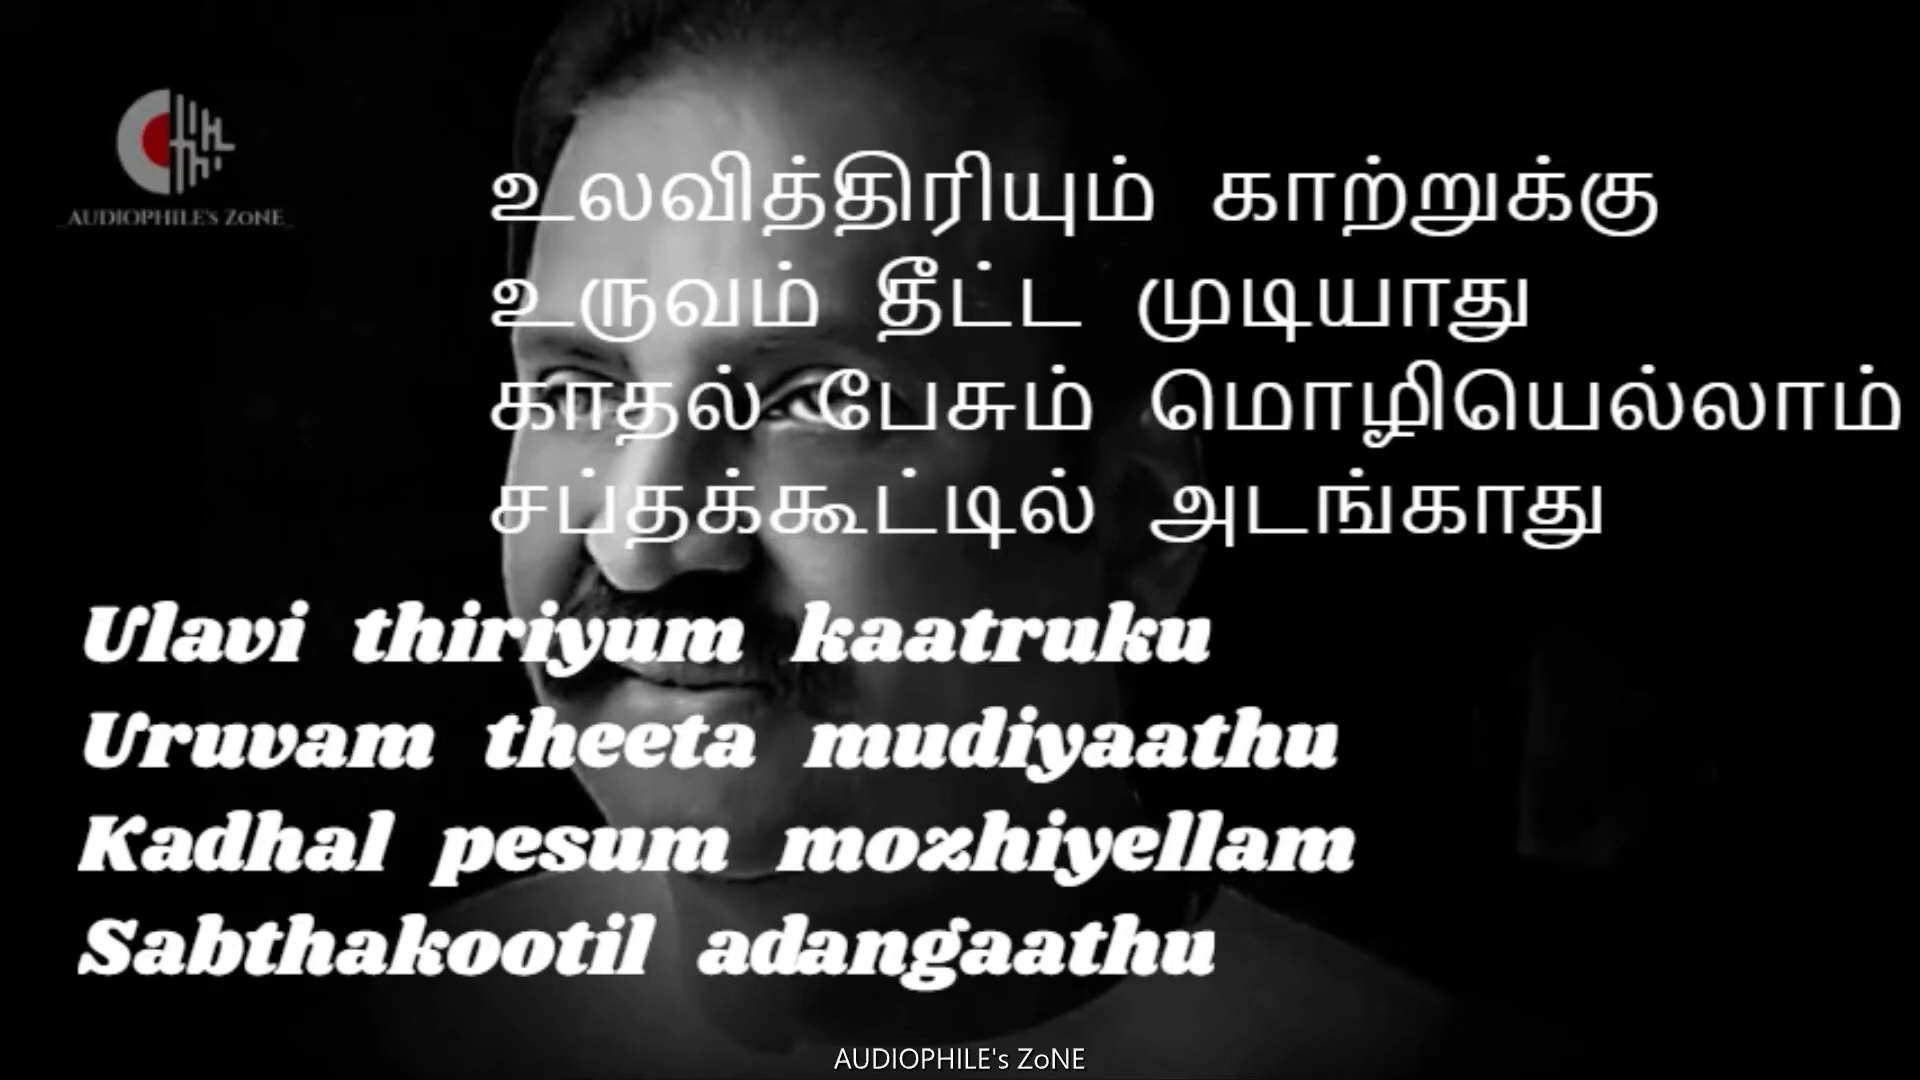 AUDIOPHILE's ZoNE
உலவித்திரியும் காற்றுக்கு
உருவம் தீட்ட முடியாது
காதல் பேசும் மொழியெல்லாம்
சப்தக்கூட்டில் அடங்காது
Ulavi thiriyum kaatruku
Uruvam theeta mudiyaathu
Kadhal pesum mozhiyellam
Sabthakootil adangaathu
AUDIOPHILE's ZoNE